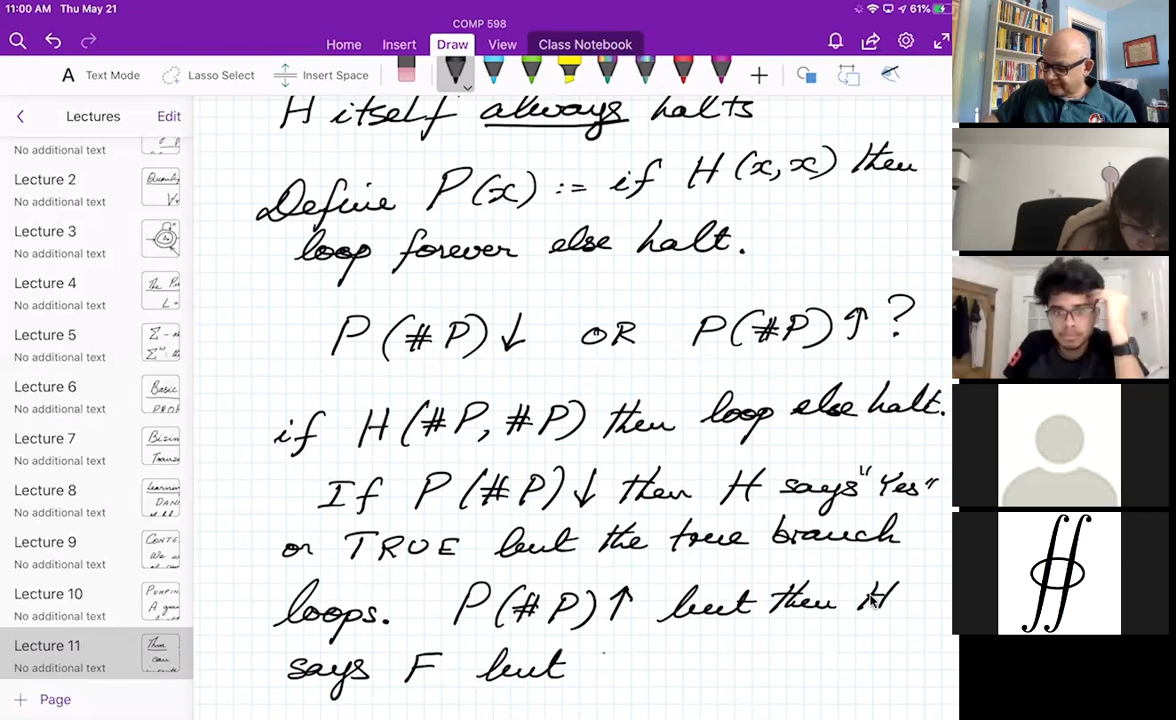 11:00 AM Thu May 21
61%
COMP 598
Home Insert Draw View Class Notebook
A Text Mode Lasso Select Insert Space
Lectures Edit
No additional text
Lecture 2
No additional text
Lecture 3
No additional text
Lecture 4
No additional text
Lecture 5
No additional text
Lecture 6
No additional text
Lecture 7
No additional text
Lecture 8
No additional text
Lecture 9
No additional text
Lecture 10
No additional text
Lecture 11
No additional text
+ Page
H itself always halts
Define P(x) := if H(x,x) then
loop forever else halt.
P(#P)↓ OR P(#P)↑?
if H(#P, #P) then loop else halt.
If P(#P)↓ then H says "Yes"
or TRUE but the true branch
loops. P(#P)↑ but then H
says F but
∯